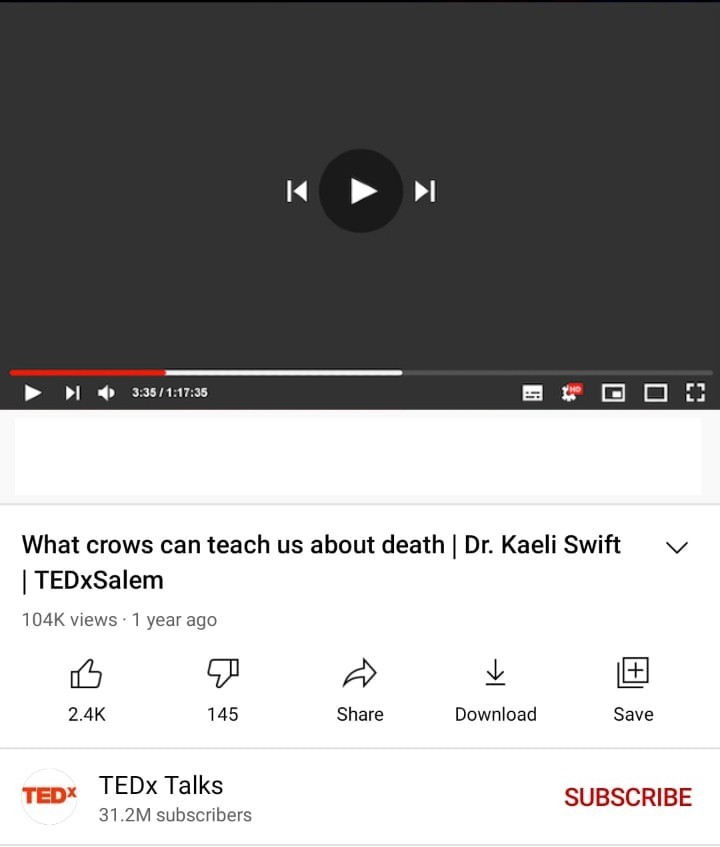 3:35 / 1:17:35
HD
What crows can teach us about death | Dr. Kaeli Swift
| TEDxSalem
104K views · 1 year ago
2.4K
145
Share
Download
Save
TEDx
TEDx Talks
31.2M subscribers
SUBSCRIBE